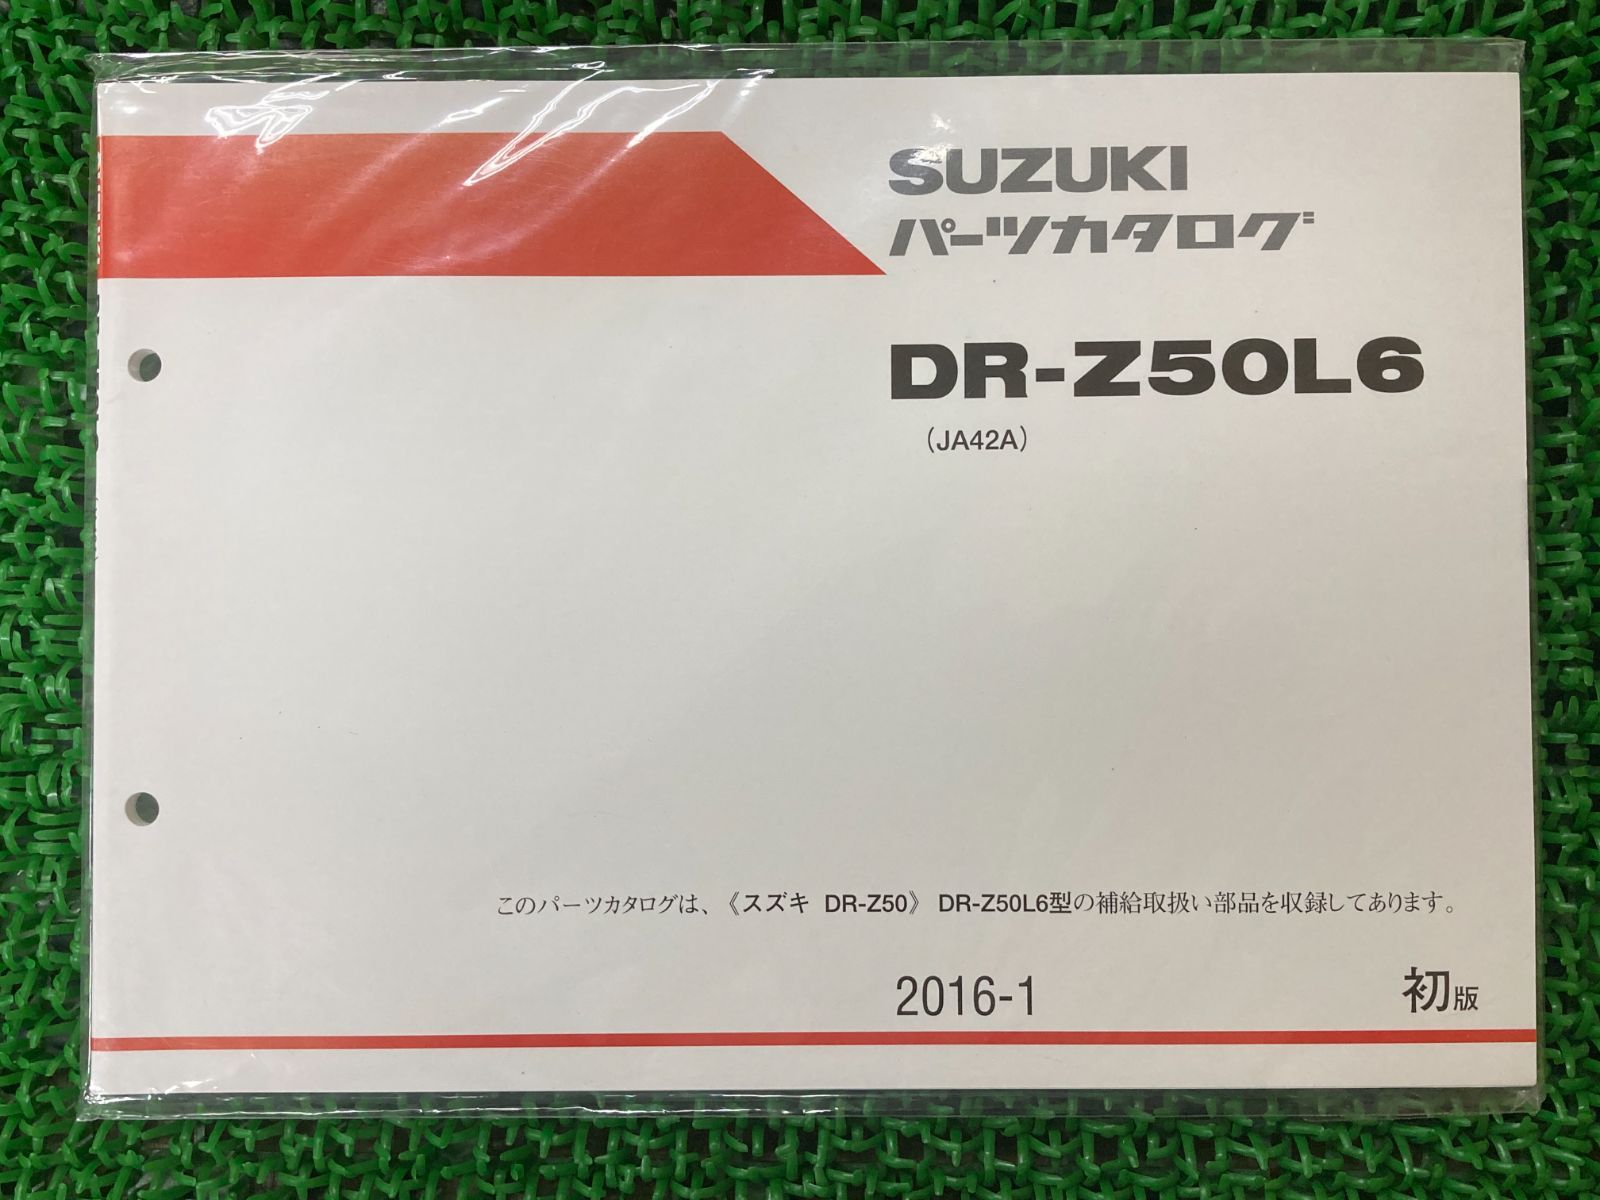 SUZUKI
パーツカタログ
DR-Z50L6
(JA42A)
このパーツカタログは、《スズキ DR-Z50》 DR-Z50L6型の補給取扱い部品を収録してあります。
2016-1
初版